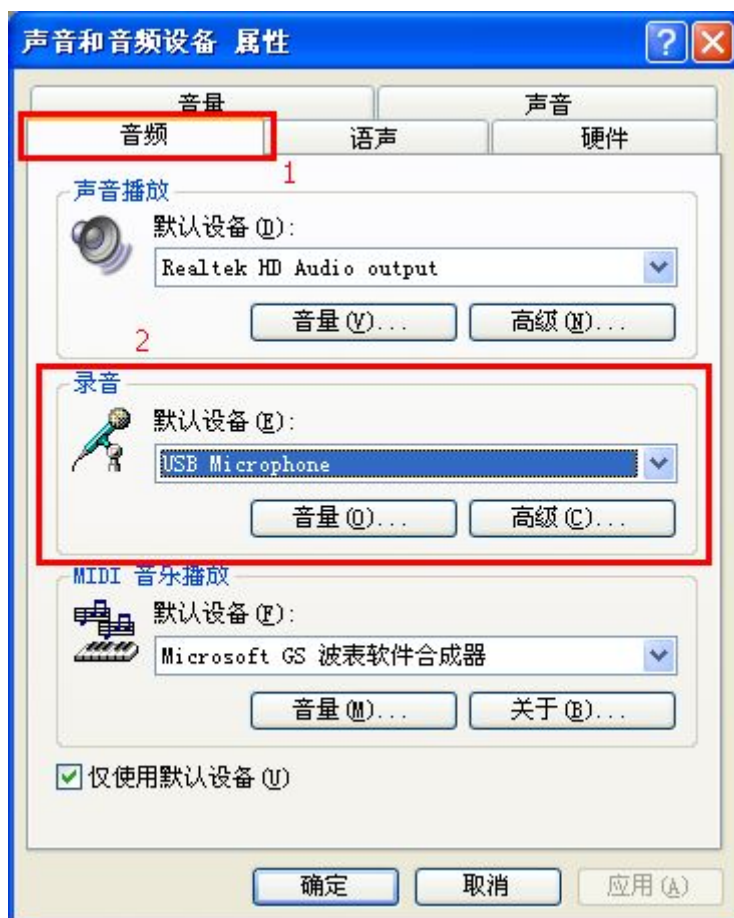 声音和音频设备 属性
音量 声音
音频 语声 硬件
1
声音播放
默认设备(D):
Realtek HD Audio output
音量(V)... 高级(N)...
2
录音
默认设备(E):
USB Microphone
音量(O)... 高级(C)...
MIDI 音乐播放
默认设备(F):
Microsoft GS 波表软件合成器
音量(M)... 关于(B)...
仅使用默认设备(U)
确定 取消 应用(A)